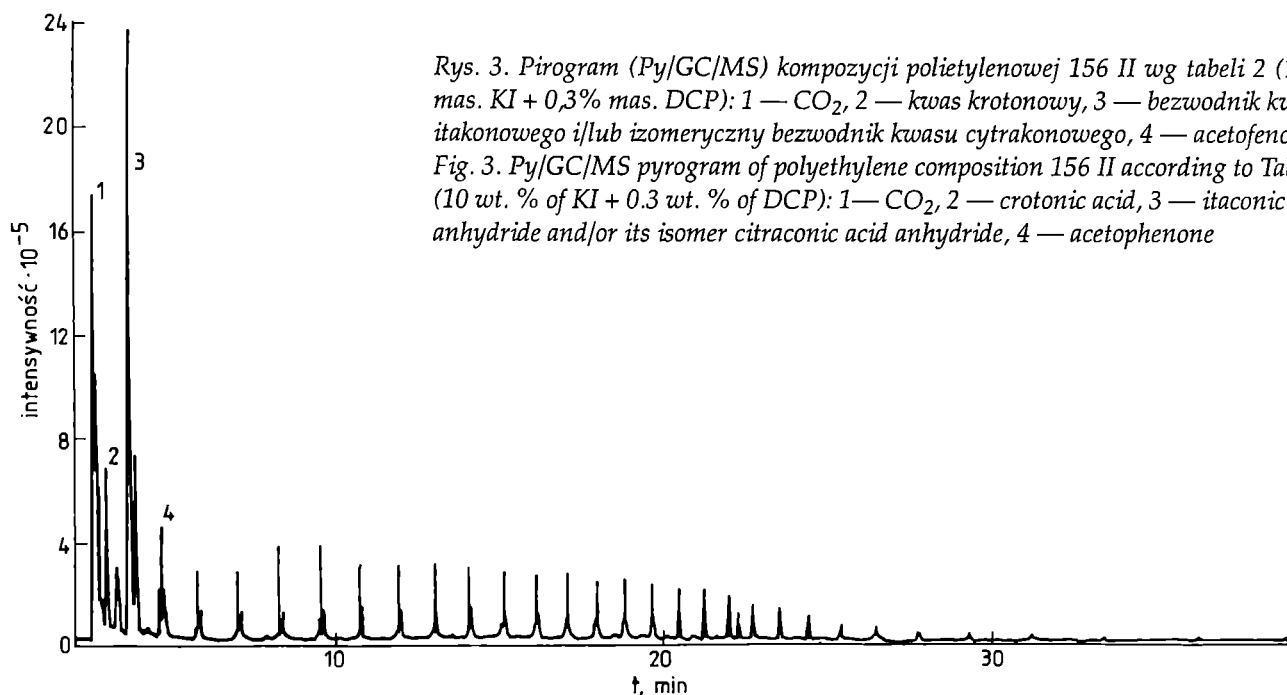 Rys. 3. Pirogram (Py/GC/MS) kompozycji polietylenowej 156 II wg tabeli 2 (
mas. KI + 0,3% mas. DCP): 1 — CO₂, 2 — kwas krotonowy, 3 — bezwodnik
itakonowego i/lub izomeryczny bezwodnik kwasu cytrakonowego, 4 —
Fig. 3. Py/GC/MS pyrogram of polyethylene composition 156 II according to
(10 wt. % of KI + 0.3 wt. % of DCP): 1— CO₂, 2 — crotonic acid, 3 — itaconic
anhydride and/or its isomer citraconic acid anhydride, 4 — acetophenone
24
20
16
12
8
4
0
intensywność · 10⁻⁵
1
2
3
4
10
20
30
t, min